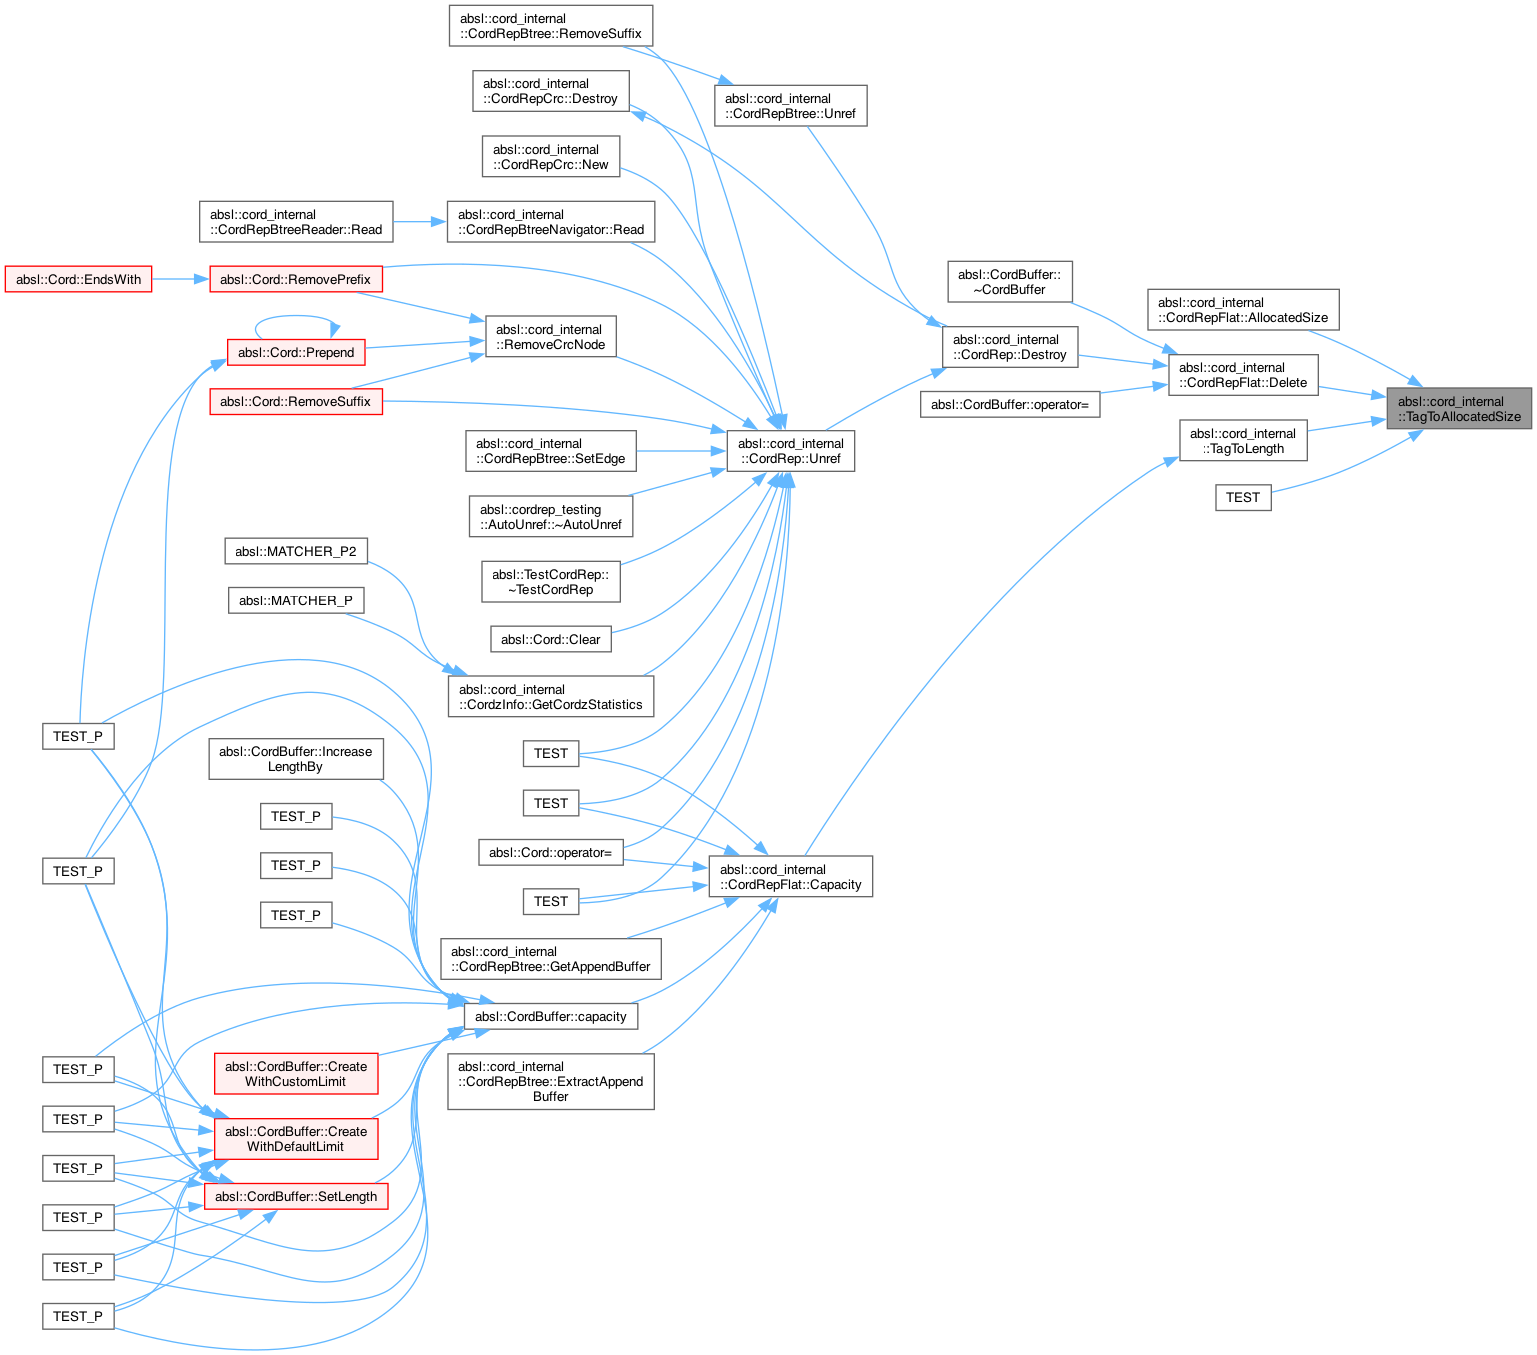 absl::cord_internal
::CordRepBtree::RemoveSuffix
absl::cord_internal
::CordRepCrc::Destroy
absl::cord_internal
::CordRepBtree::Unref
absl::cord_internal
::CordRepCrc::New
absl::cord_internal
::CordRepBtreeReader::Read
absl::cord_internal
::CordRepBtreeNavigator::Read
absl::Cord::EndsWith
absl::Cord::RemovePrefix
absl::CordBuffer::
~CordBuffer
absl::cord_internal
::CordRepFlat::AllocatedSize
absl::Cord::Prepend
absl::cord_internal
::RemoveCrcNode
absl::cord_internal
::CordRep::Destroy
absl::cord_internal
::CordRepFlat::Delete
absl::Cord::RemoveSuffix
absl::CordBuffer::operator=
absl::cord_internal
::TagToAllocatedSize
absl::cord_internal
::CordRepBtree::SetEdge
absl::cord_internal
::CordRep::Unref
absl::cord_internal
::TagToLength
TEST
absl::cordrep_testing
::AutoUnref::~AutoUnref
absl::MATCHER_P2
absl::TestCordRep::
~TestCordRep
absl::MATCHER_P
absl::Cord::Clear
absl::cord_internal
::CordzInfo::GetCordzStatistics
TEST_P
absl::CordBuffer::Increase
LengthBy
TEST
TEST_P
TEST
TEST_P
absl::Cord::operator=
TEST_P
absl::cord_internal
::CordRepFlat::Capacity
TEST_P
TEST
absl::cord_internal
::CordRepBtree::GetAppendBuffer
absl::CordBuffer::capacity
TEST_P
absl::CordBuffer::Create
WithCustomLimit
absl::cord_internal
::CordRepBtree::ExtractAppend
Buffer
TEST_P
absl::CordBuffer::Create
WithDefaultLimit
TEST_P
absl::CordBuffer::SetLength
TEST_P
TEST_P
TEST_P